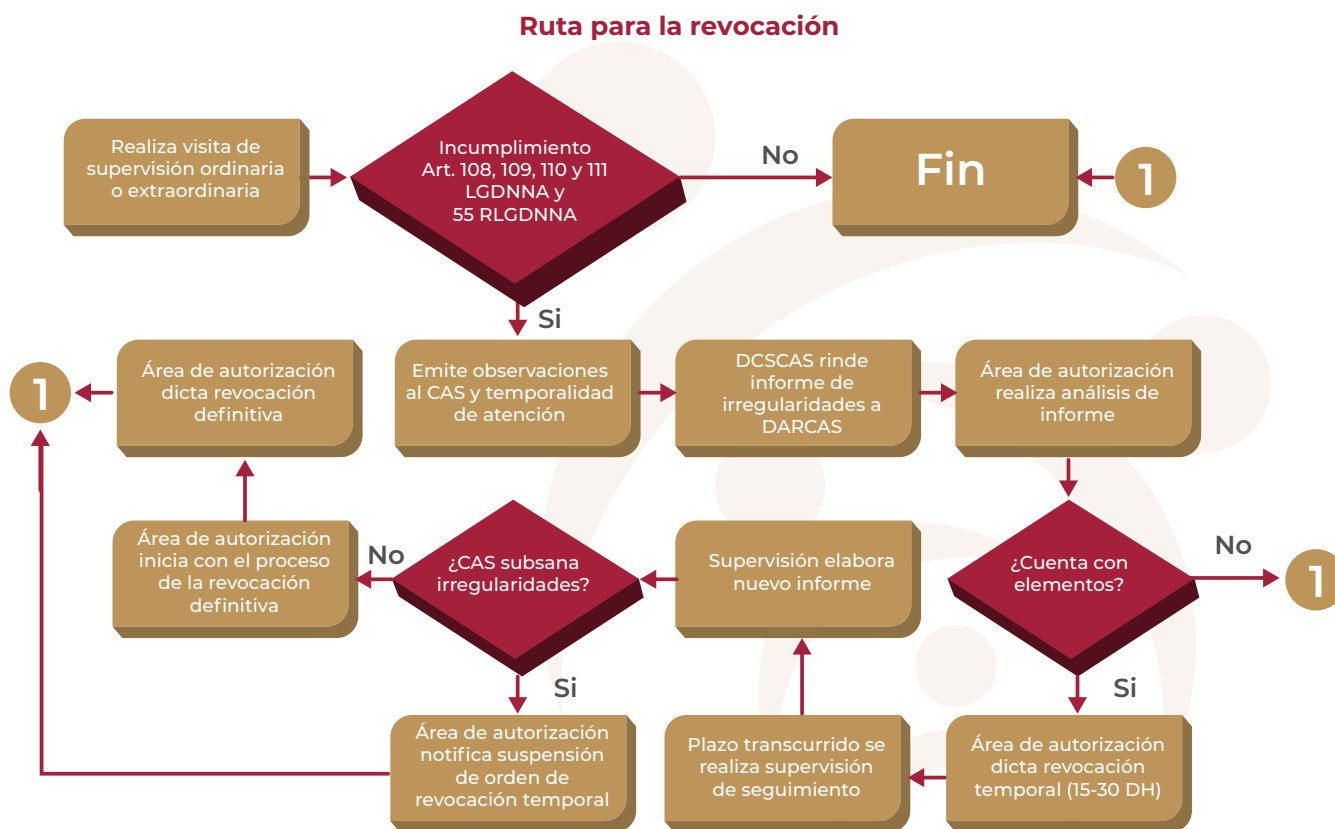 Ruta para la revocación
Realiza visita de
supervisión ordinaria
o extraordinaria
Incumplimiento
Art. 108, 109, 110 y 111
LGDNNA y
55 RLGDNNA
No
Fin
1
Si
1
Área de autorización
dicta revocación
definitiva
Emite observaciones
al CAS y temporalidad
de atención
DCSCAS rinde
informe de
irregularidades a
DARCAS
Área de autorización
realiza análisis de
informe
Área de autorización
inicia con el proceso
de la revocación
definitiva
No
¿CAS subsana
irregularidades?
Supervisión elabora
nuevo informe
¿Cuenta con
elementos?
No
1
Si
Si
Área de autorización
notifica suspensión
de orden de
revocación temporal
Plazo transcurrido se
realiza supervisión
de seguimiento
Área de autorización
dicta revocación
temporal (15-30 DH)